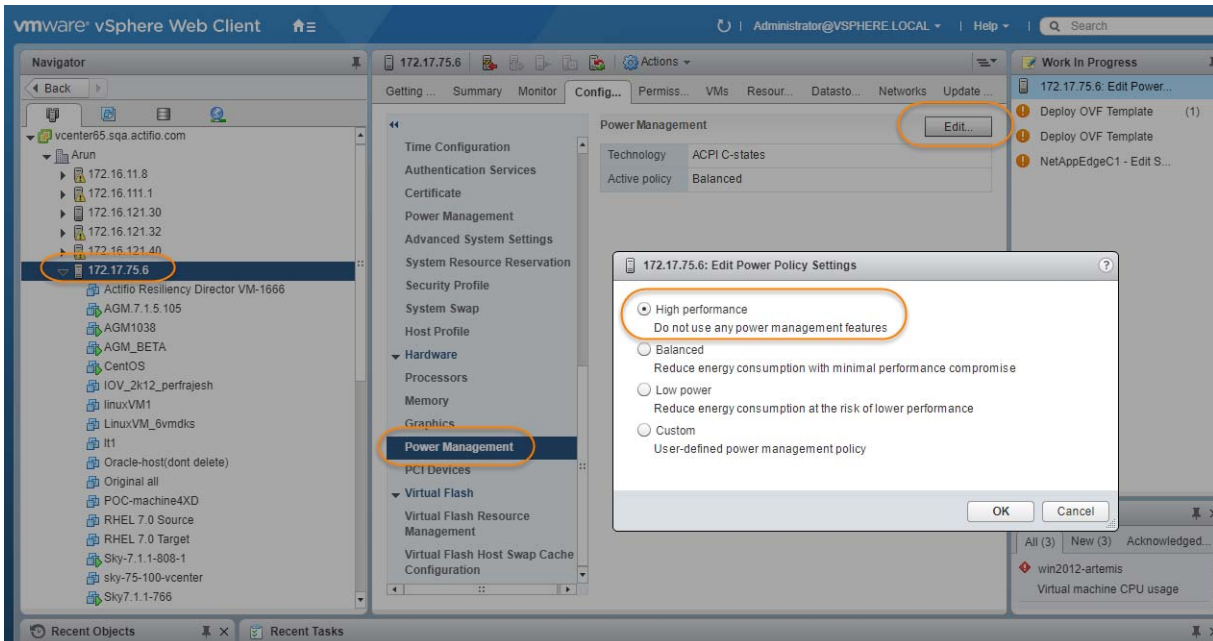 vmware® vSphere Web Client
Administrator@VSPHERE.LOCAL
Help
Search
Navigator
Back
vcenter65.sqa.actifio.com
Arun
172.16.11.8
172.16.111.1
172.16.121.30
172.16.121.32
172.16.121.40
172.17.75.6
Actifio Resiliency Director VM-1666
AGM.7.1.5.105
AGM1038
AGM_BETA
CentOS
IOV_2k12_perfrajesh
linuxVM1
LinuxVM_6vmdks
lt1
Oracle-host(dont delete)
Original all
POC-machine4XD
RHEL 7.0 Source
RHEL 7.0 Target
Sky-7.1.1-808-1
sky-75-100-vcenter
Sky7.1.1-766
172.17.75.6
Actions
Getting ... Summary Monitor Config... Permiss... VMs Resour... Datasto... Networks Update ...
Time Configuration
Authentication Services
Certificate
Power Management
Advanced System Settings
System Resource Reservation
Security Profile
System Swap
Host Profile
Hardware
Processors
Memory
Graphics
Power Management
PCI Devices
Virtual Flash
Virtual Flash Resource
Management
Virtual Flash Host Swap Cache
Configuration
Power Management
Edit...
Technology ACPI C-states
Active policy Balanced
172.17.75.6: Edit Power Policy Settings
?
High performance
Do not use any power management features
Balanced
Reduce energy consumption with minimal performance compromise
Low power
Reduce energy consumption at the risk of lower performance
Custom
User-defined power management policy
OK Cancel
Work In Progress
172.17.75.6: Edit Power...
Deploy OVF Template (1)
Deploy OVF Template
NetAppEdgeC1 - Edit S...
All (3) New (3) Acknowledged...
win2012-artemis
Virtual machine CPU usage
Recent Objects
Recent Tasks